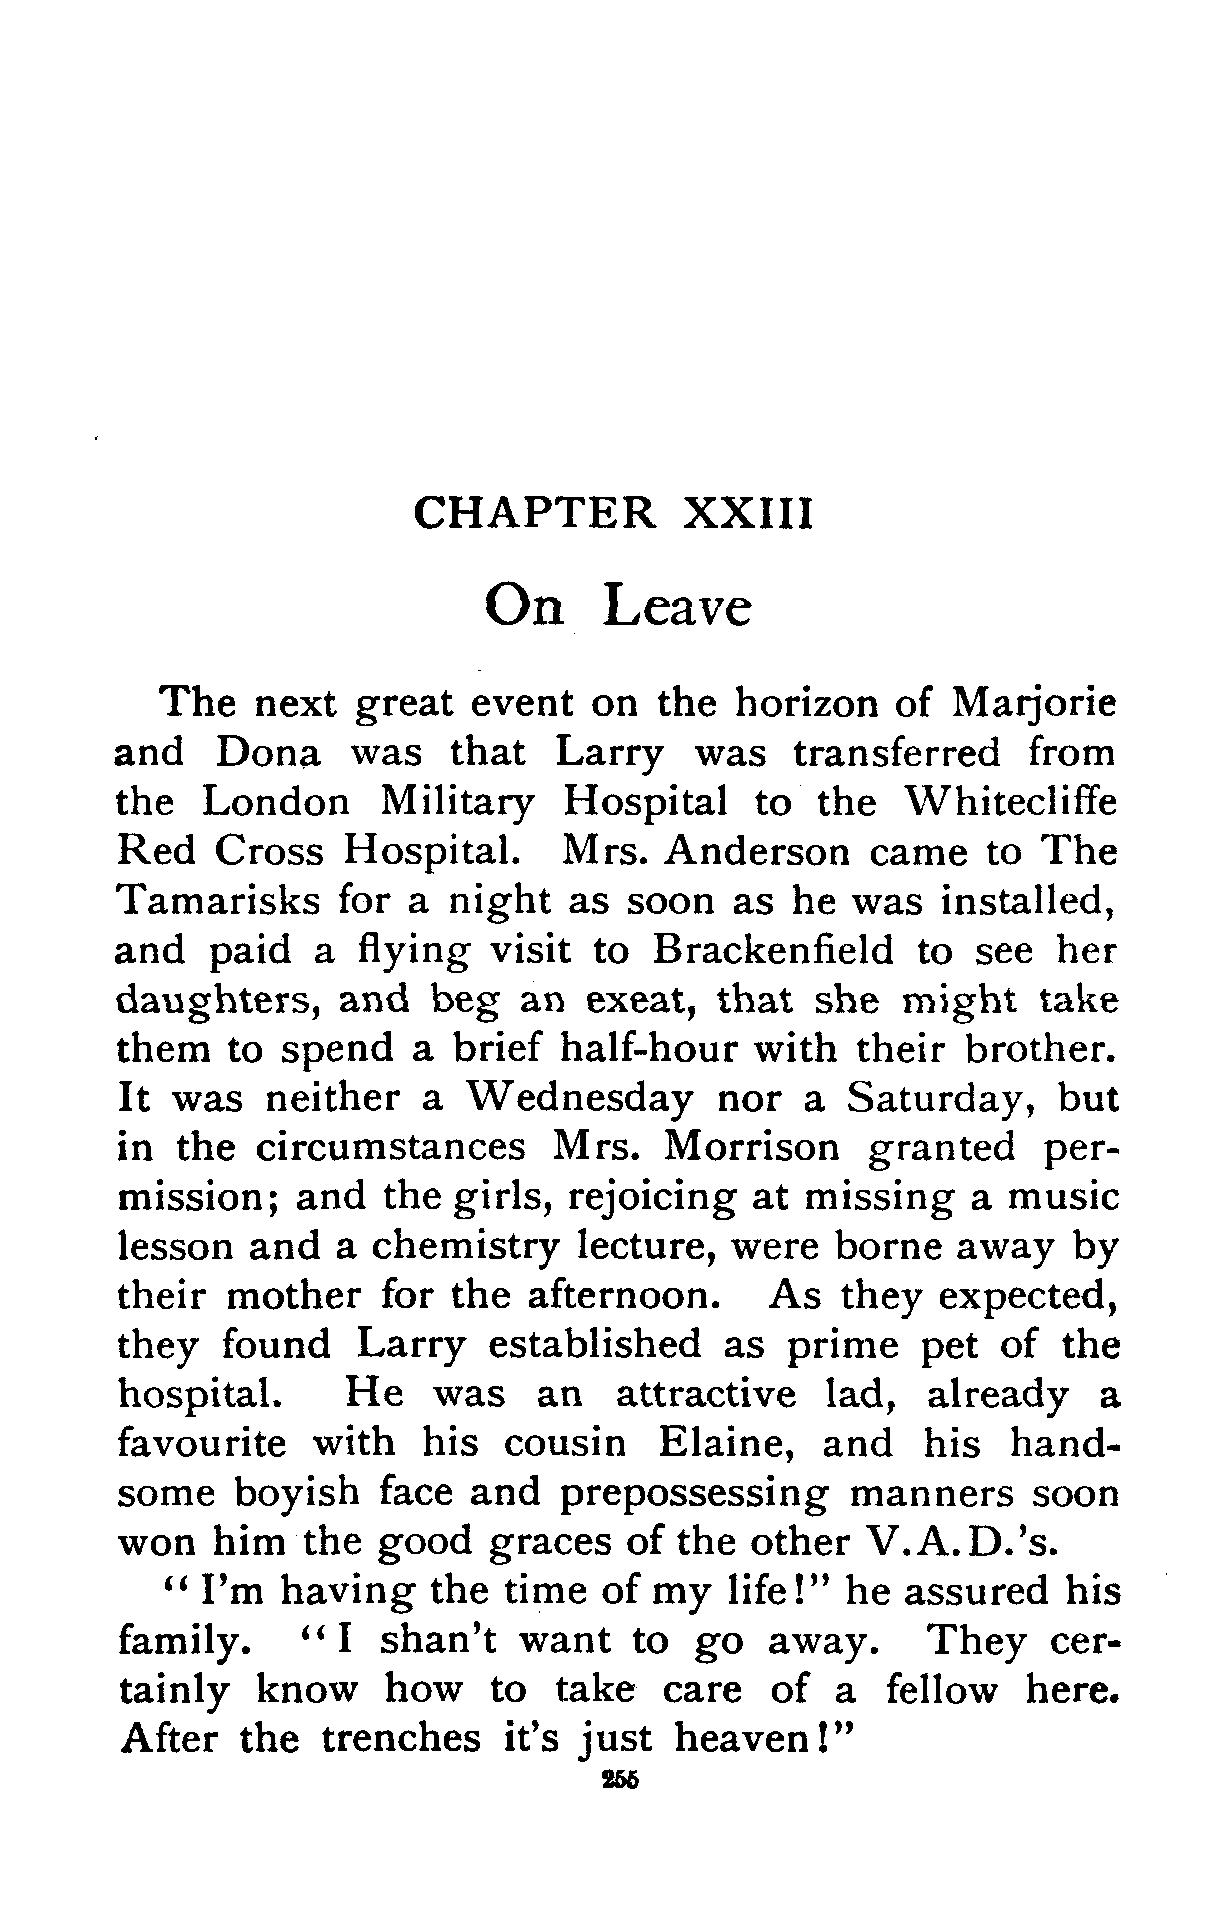 CHAPTER XXIII
On Leave
The next great event on the horizon of Marjorie
and Dona was that Larry was transferred from
the London Military Hospital to the Whitecliffe
Red Cross Hospital. Mrs. Anderson came to The
Tamarisks for a night as soon as he was installed,
and paid a flying visit to Brackenfield to see her
daughters, and beg an exeat, that she might take
them to spend a brief half-hour with their brother.
It was neither a Wednesday nor a Saturday, but
in the circumstances Mrs. Morrison granted per-
mission; and the girls, rejoicing at missing a music
lesson and a chemistry lecture, were borne away by
their mother for the afternoon. As they expected,
they found Larry established as prime pet of the
hospital. He was an attractive lad, already a
favourite with his cousin Elaine, and his hand-
some boyish face and prepossessing manners soon
won him the good graces of the other V.A.D.'s.
“I'm having the time of my life!” he assured his
family. “I shan't want to go away. They cer-
tainly know how to take care of a fellow here.
After the trenches it's just heaven!”
255